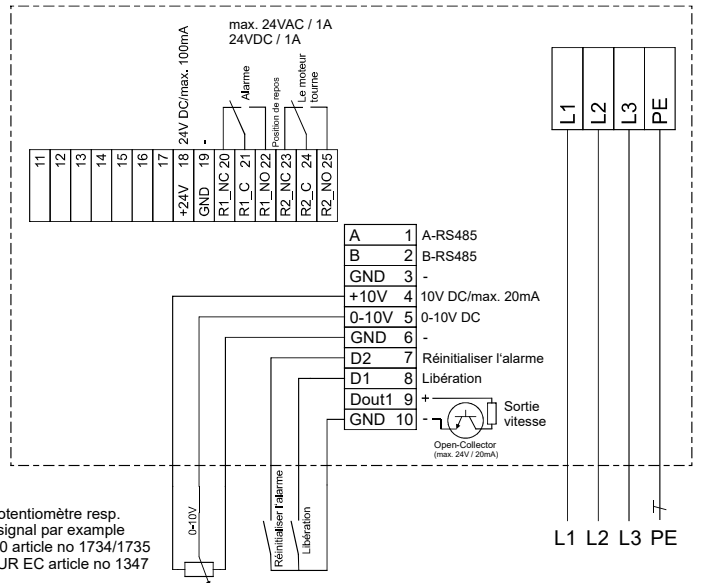 max. 24VAC / 1A
24VDC / 1A
24V DC/max. 100mA
-
Alarme
Position de repos
Le moteur
tourne
11
12
13
14
15
16
17
+24V 18
GND 19
R1_NC 20
R1_C 21
R1_NO 22
R2_NC 23
R2_C 24
R2_NO 25
L1
L2
L3
PE
A 1 A-RS485
B 2 B-RS485
GND 3 -
+10V 4 10V DC/max. 20mA
0-10V 5 0-10V DC
GND 6 -
D2 7 Réinitialiser l'alarme
D1 8 Libération
Dout1 9 +
GND 10 -
Sortie
vitesse
Open-Collector
(max. 24V / 20mA)
0-10V
Réinitialiser l'alarme
Libération
otentiomètre resp.
signal par example
0 article no 1734/1735
UR EC article no 1347
L1 L2 L3 PE